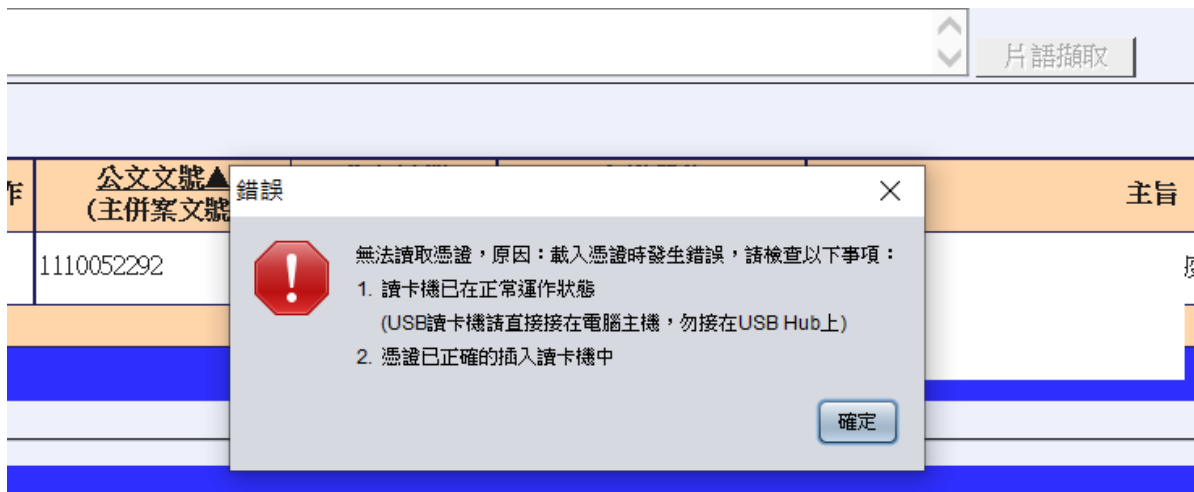 片語擷取
作
公文文號▲
(主併案文號
主旨
1110052292
錯誤
無法讀取憑證，原因：載入憑證時發生錯誤，請檢查以下事項：
1. 讀卡機已在正常運作狀態
(USB讀卡機請直接接在電腦主機，勿接在USB Hub上)
2. 憑證已正確的插入讀卡機中
確定